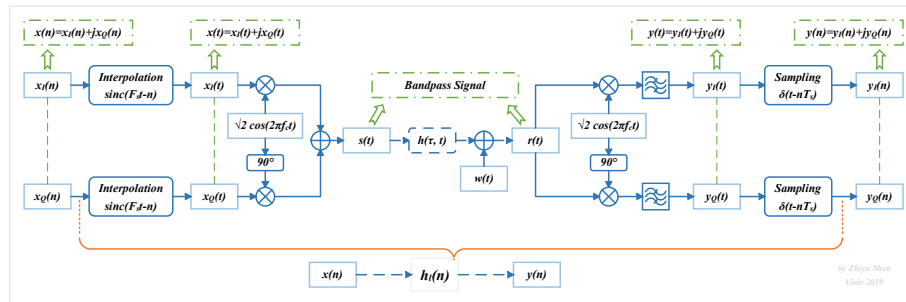 x(n)=xI(n)+jxQ(n)
x(t)=xI(t)+jxQ(t)
y(t)=yI(t)+jyQ(t)
y(n)=yI(n)+jyQ(n)
xI(n)
Interpolation
sinc(Fst-n)
xI(t)
Bandpass Signal
yI(t)
Sampling
δ(t-nTs)
yI(n)
√2 cos(2πfct)
√2 cos(2πfct)
s(t)
h(τ, t)
r(t)
90°
w(t)
90°
xQ(n)
Interpolation
sinc(Fst-n)
xQ(t)
yQ(t)
Sampling
δ(t-nTs)
yQ(n)
x(n)
hl(n)
y(n)
by Zhiyu Shen
Visio 2019